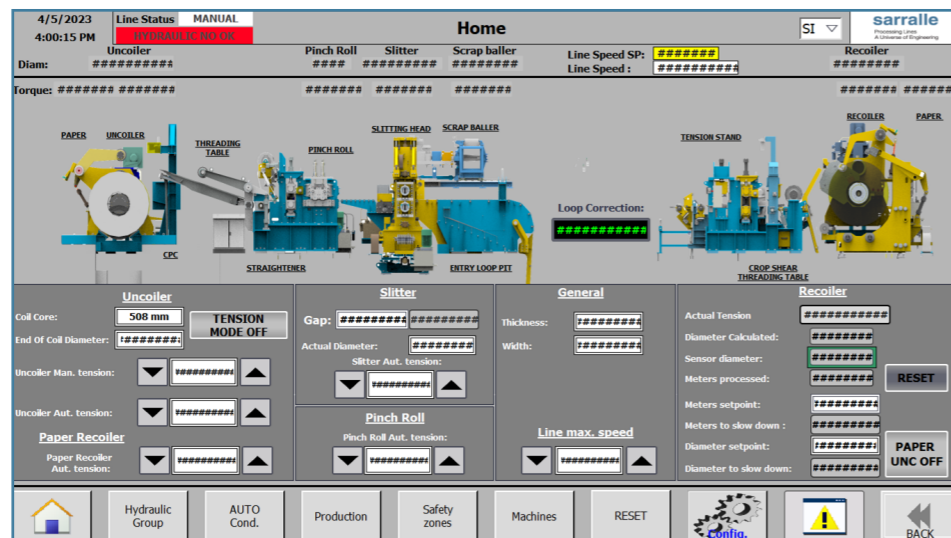 4/5/2023 Line Status MANUAL Home SI sarralle
Processing Lines
A Universe of Engineering
4:00:15 PM HYDRAULIC NO OK
Uncoiler Pinch Roll Slitter Scrap baller Line Speed SP: ####### Recoiler
Diam: ########## #### ######### ######## Line Speed : ########## ########
Torque: ####### ####### ####### ####### ####### ####### ######
PAPER UNCOILER THREADING TABLE PINCH ROLL SLITTING HEAD SCRAP BALLER TENSION STAND RECOILER PAPER
Loop Correction:
##########
CPC STRAIGHTENER ENTRY LOOP PIT CROP SHEAR
THREADING TABLE
Uncoiler
Coil Core: 508 mm TENSION MODE OFF
End Of Coil Diameter: ########
Uncoiler Man. tension: ##########
Uncoiler Aut. tension: ##########
Paper Recoiler
Paper Recoiler
Aut. tension: ##########
Slitter
Gap: ######### #########
Actual Diameter: ########
Slitter Aut. tension:
##########
Pinch Roll
Pinch Roll Aut. tension:
##########
General
Thickness: ########
Width: ########
Line max. speed
##########
Recoiler
Actual Tension ###########
Diameter Calculated: ########
Sensor diameter: ########
Meters processed: ######## RESET
Meters setpoint: #########
Meters to slow down : #########
Diameter setpoint: #########
Diameter to slow down: #########
PAPER
UNC OFF
Hydraulic
Group
AUTO
Cond.
Production
Safety
zones
Machines
RESET
Config.
BACK